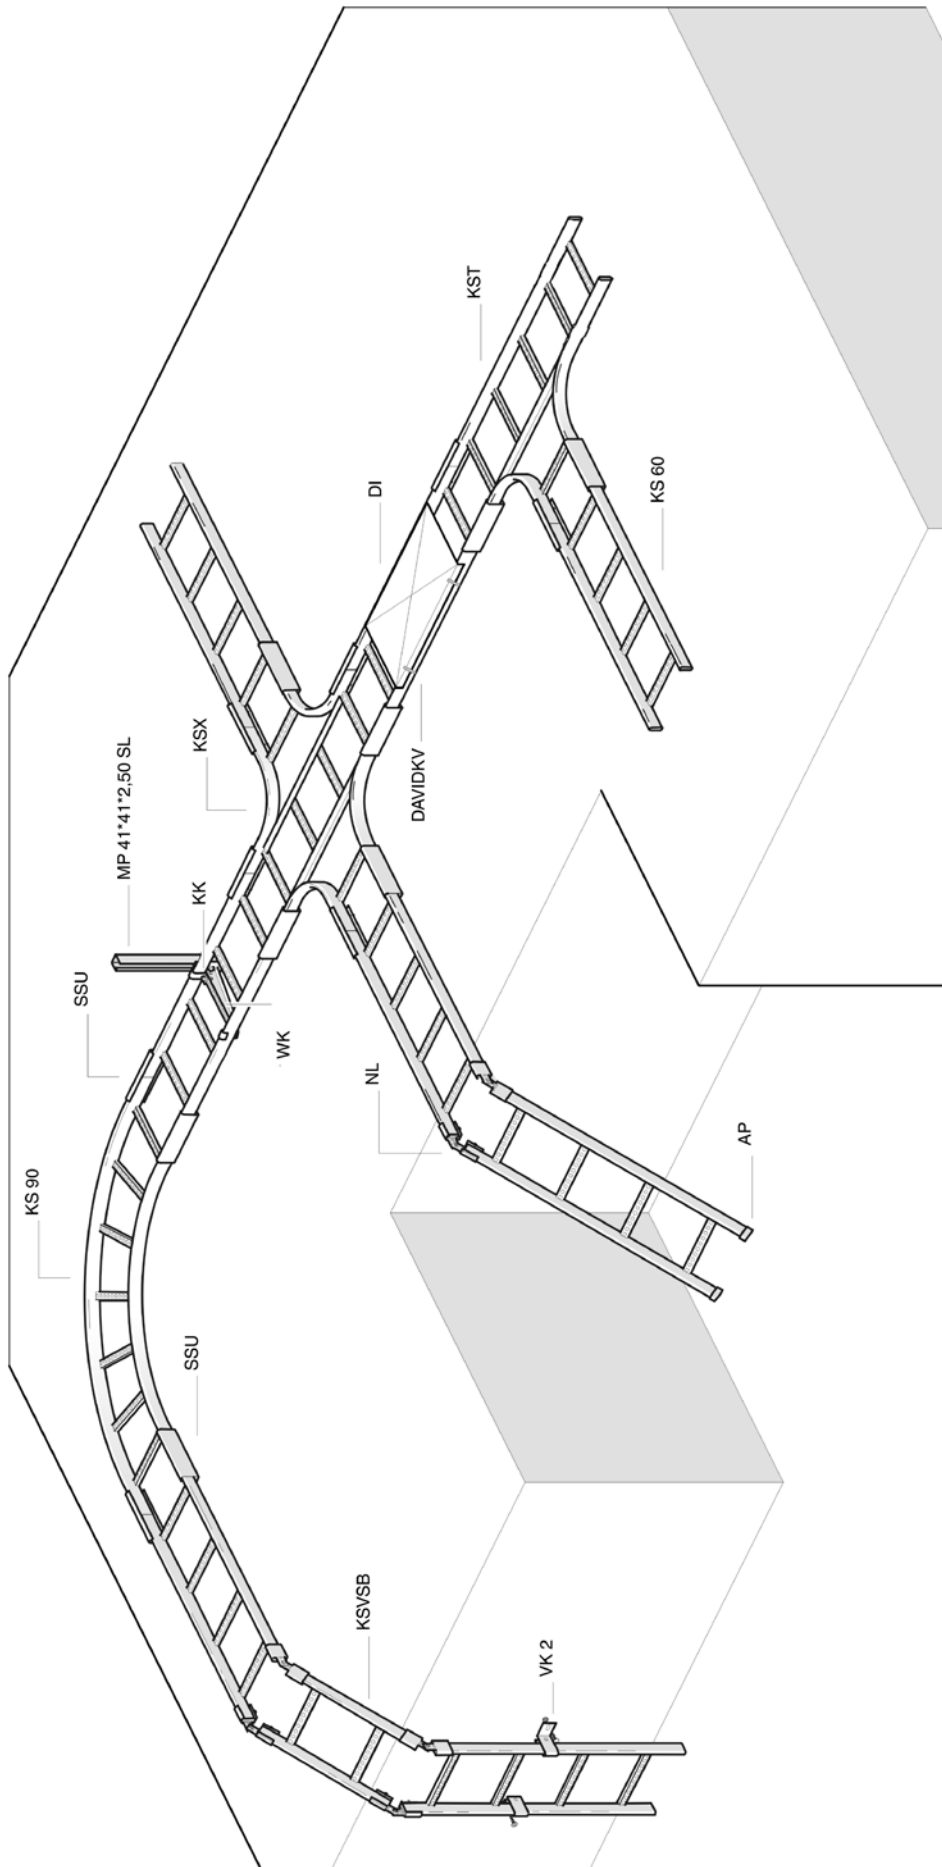 KST
DI
KS 60
KSX
DAVIDKV
MP 41*41*2,50 SL
KK
SSU
WK
NL
AP
KS 90
SSU
KSVSB
VK 2